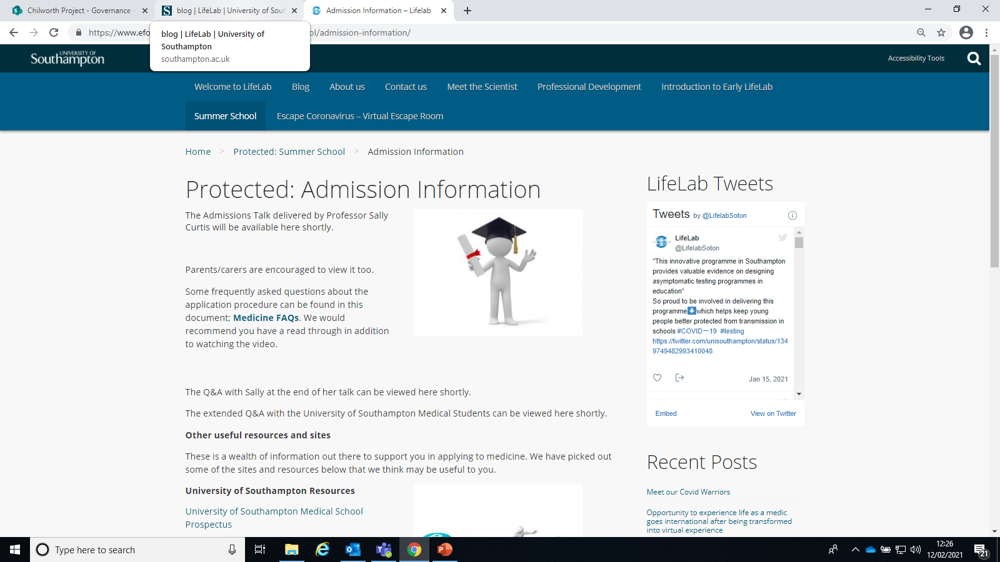 Chilworth Project - Governance -
blog | LifeLab | University of Sout
Admission Information – Lifelab
https://www.efo
ol/admission-information/
blog | LifeLab | University of
Southampton
southampton.ac.uk
UNIVERSITY OF
Southampton
Accessibility Tools
Welcome to LifeLab
Blog
About us
Contact us
Meet the Scientist
Professional Development
Introduction to Early LifeLab
Summer School
Escape Coronavirus – Virtual Escape Room
Home > Protected: Summer School > Admission Information
Protected: Admission Information
The Admissions Talk delivered by Professor Sally
Curtis will be available here shortly.
Parents/carers are encouraged to view it too.
Some frequently asked questions about the
application procedure can be found in this
document; Medicine FAQs. We would
recommend you have a read through in addition
to watching the video.
The Q&A with Sally at the end of her talk can be viewed here shortly.
The extended Q&A with the University of Southampton Medical Students can be viewed here shortly.
Other useful resources and sites
These is a wealth of information out there to support you in applying to medicine. We have picked out
some of the sites and resources below that we think may be useful to you.
University of Southampton Resources
University of Southampton Medical School
Prospectus
LifeLab Tweets
Tweets by @LifelabSoton
LifeLab
@LifelabSoton
"This innovative programme in Southampton
provides valuable evidence on designing
asymptomatic testing programmes in
education"
So proud to be involved in delivering this
programme⬇which helps keep young
people better protected from transmission in
schools #COVID—19 #testing
https://twitter.com/unisouthampton/status/134
9749482993410048
Jan 15, 2021
Embed
View on Twitter
Recent Posts
Meet our Covid Warriors
Opportunity to experience life as a medic
goes international after being transformed
into virtual experience
Type here to search
12:26
12/02/2021
21